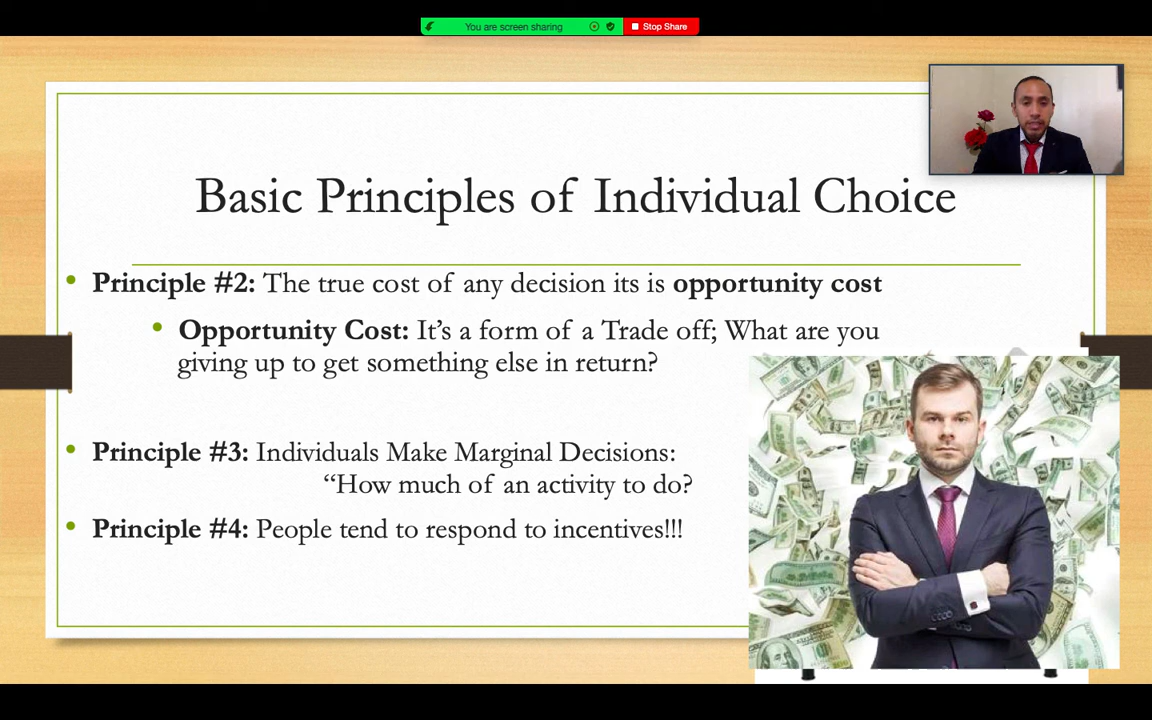 You are screen sharing Stop Share
Basic Principles of Individual Choice
• Principle #2: The true cost of any decision its is opportunity cost
• Opportunity Cost: It’s a form of a Trade off; What are you
giving up to get something else in return?
• Principle #3: Individuals Make Marginal Decisions:
“How much of an activity to do?
• Principle #4: People tend to respond to incentives!!!